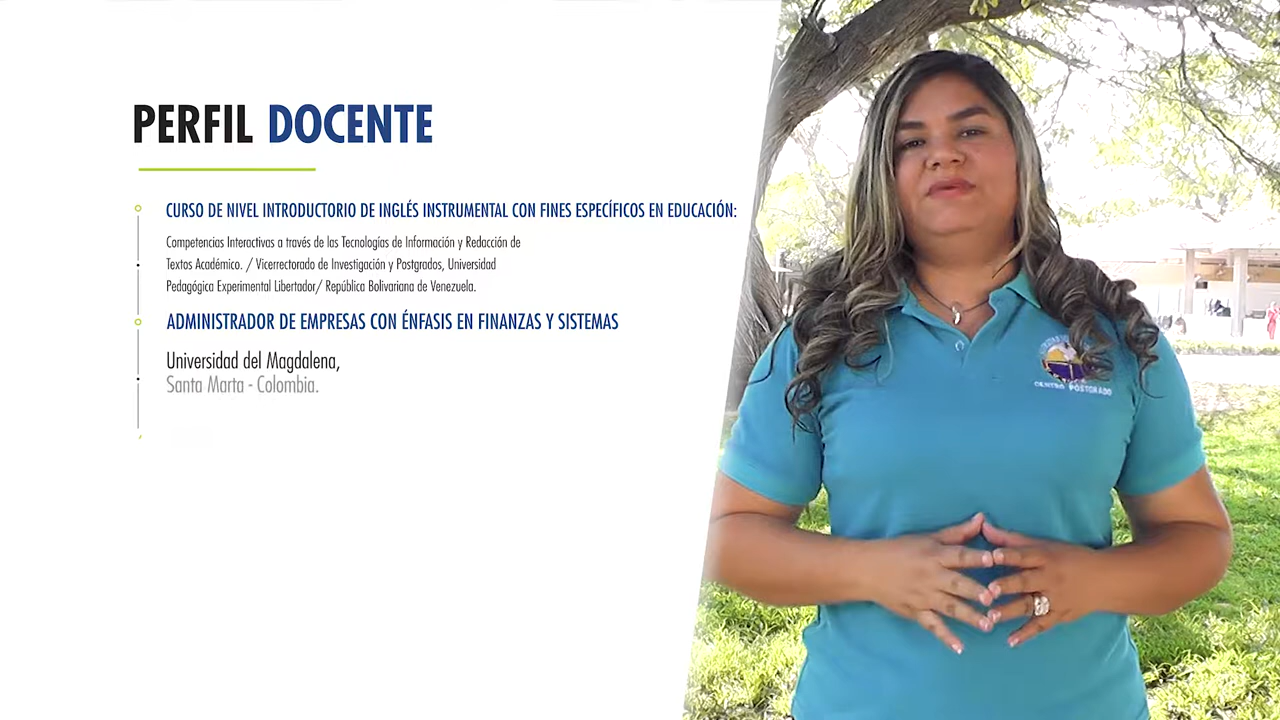 PERFIL DOCENTE
CURSO DE NIVEL INTRODUCTORIO DE INGLÉS INSTRUMENTAL CON FINES ESPECÍFICOS EN EDUCACIÓN:
Competencias Interactivas a través de las Tecnologías de Información y Redacción de
Textos Académico. / Vicerrectorado de Investigación y Postgrados, Universidad
Pedagógica Experimental Libertador/ República Bolivariana de Venezuela.
ADMINISTRADOR DE EMPRESAS CON ÉNFASIS EN FINANZAS Y SISTEMAS
Universidad del Magdalena,
Santa Marta - Colombia.
CENTRO POSTGRADO